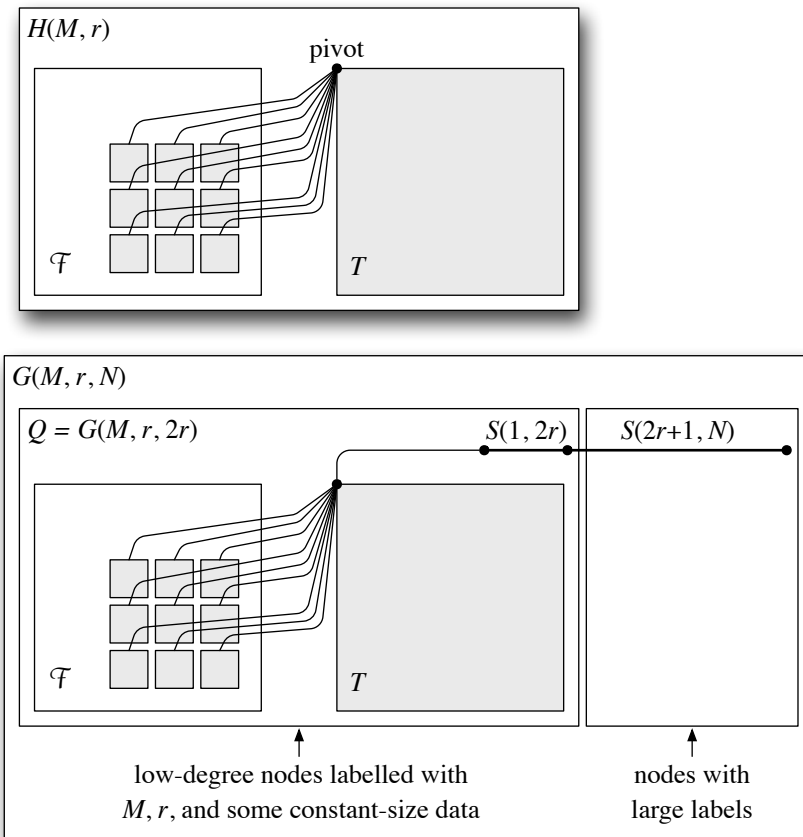 H(M, r)
pivot
ℱ
T
G(M, r, N)
Q = G(M, r, 2r)
S(1, 2r)
S(2r+1, N)
ℱ
T
low-degree nodes labelled with
M, r, and some constant-size data
nodes with
large labels